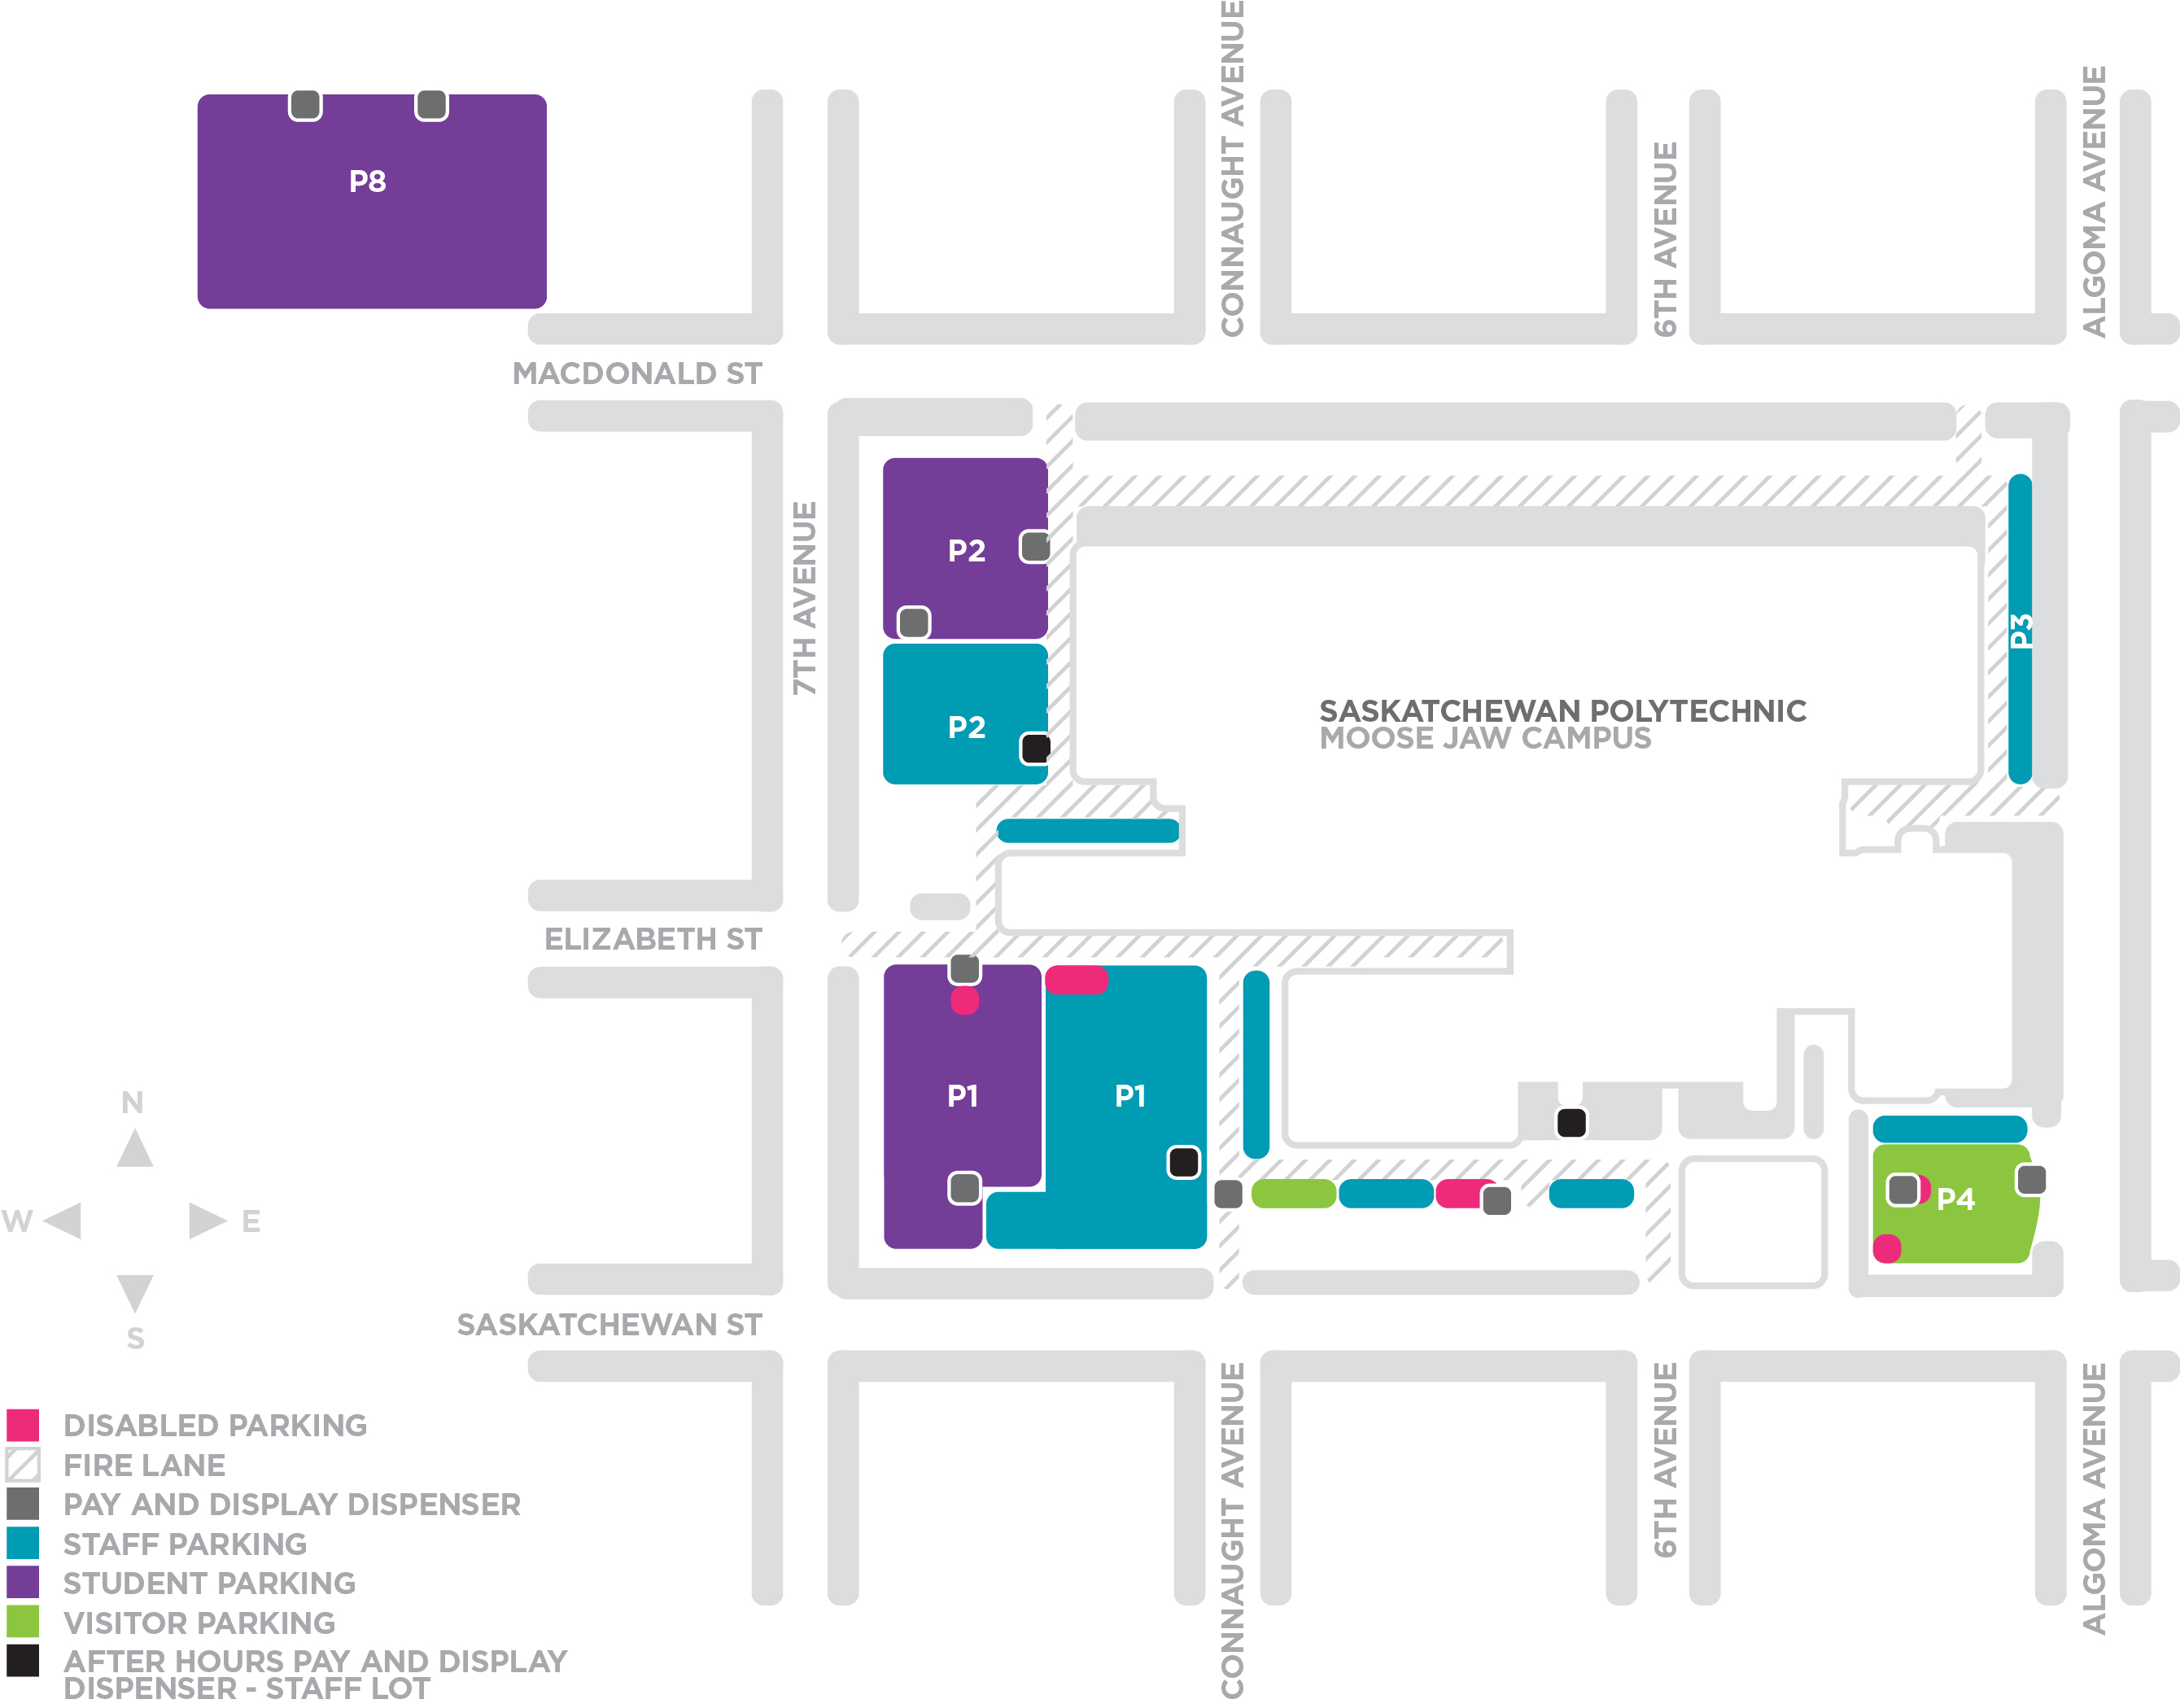 CONNAUGHT AVENUE
6TH AVENUE
ALGOMA AVENUE
P8
MACDONALD ST
7TH AVENUE
P2
P3
P2
SASKATCHEWAN POLYTECHNIC
MOOSE JAW CAMPUS
ELIZABETH ST
P1
P1
P4
N
W
E
S
SASKATCHEWAN ST
CONNAUGHT AVENUE
6TH AVENUE
ALGOMA AVENUE
DISABLED PARKING
FIRE LANE
PAY AND DISPLAY DISPENSER
STAFF PARKING
STUDENT PARKING
VISITOR PARKING
AFTER HOURS PAY AND DISPLAY
DISPENSER - STAFF LOT